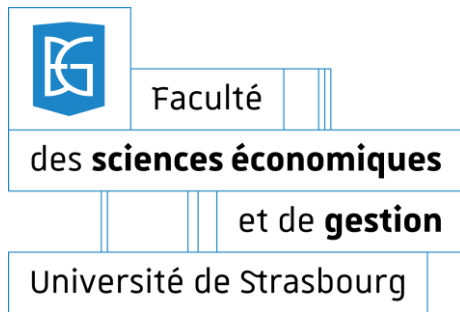 Faculté
des sciences économiques
et de gestion
Université de Strasbourg